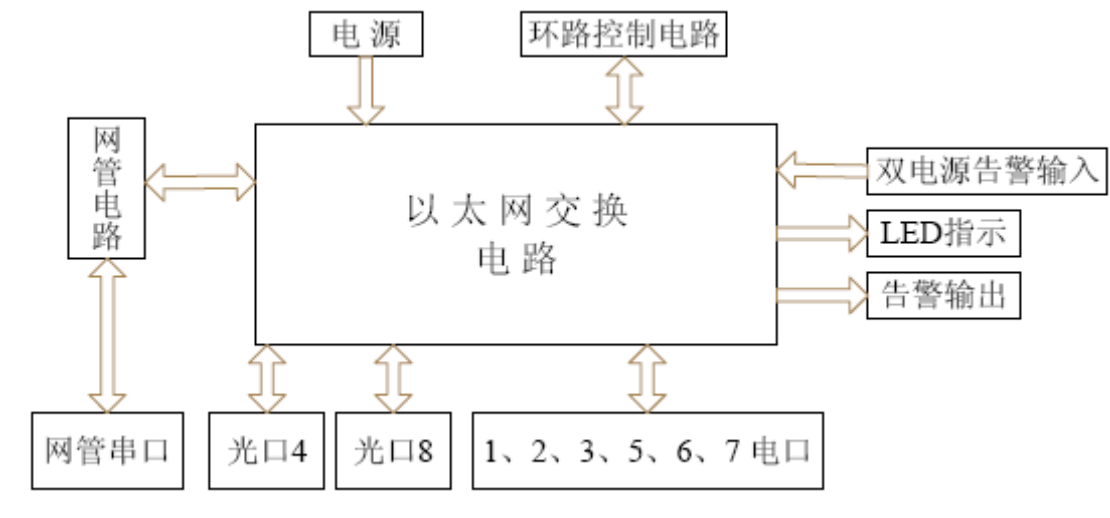 电 源
环路控制电路
网管电路
以 太 网 交 换
电 路
双电源告警输入
LED指示
告警输出
网管串口
光口4
光口8
1、2、3、5、6、7 电口